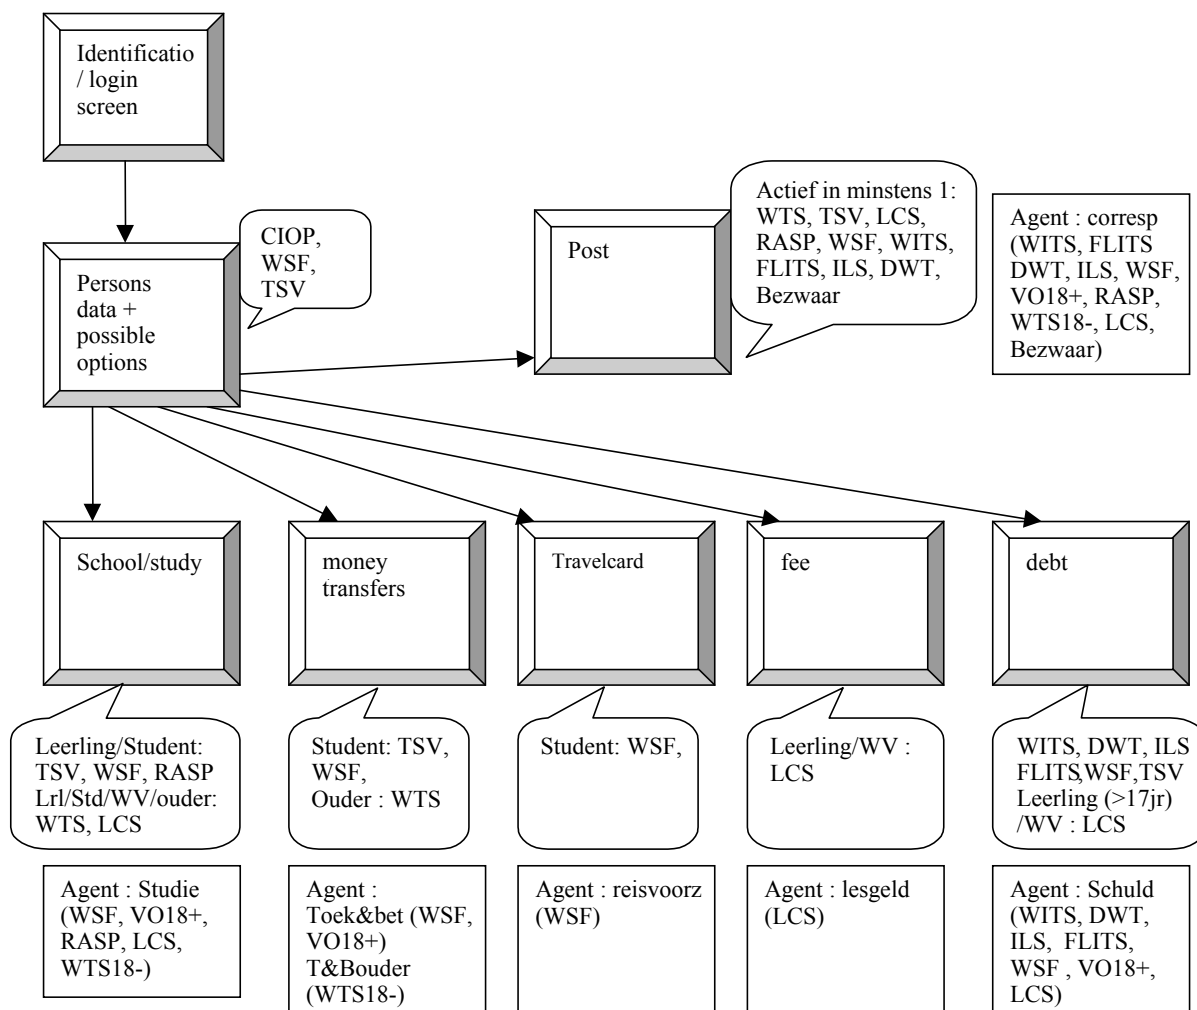 Identificatio
/ login
screen
CIOP,
WSF,
TSV
Persons
data +
possible
options
Post
Actief in minstens 1:
WTS, TSV, LCS,
RASP, WSF, WITS,
FLITS, ILS, DWT,
Bezwaar
Agent : corresp
(WITS, FLITS
DWT, ILS, WSF,
VO18+, RASP,
WTS18-, LCS,
Bezwaar)
School/study
money
transfers
Travelcard
fee
debt
Leerling/Student:
TSV, WSF, RASP
Lrl/Std/WV/ouder:
WTS, LCS
Student: TSV,
WSF,
Ouder : WTS
Student: WSF,
Leerling/WV :
LCS
WITS, DWT, ILS
FLITS,WSF,TSV
Leerling (>17jr)
/WV : LCS
Agent : Studie
(WSF, VO18+,
RASP, LCS,
WTS18-)
Agent :
Toek&bet (WSF,
VO18+)
T&Bouder
(WTS18-)
Agent : reisvoorz
(WSF)
Agent : lesgeld
(LCS)
Agent : Schuld
(WITS, DWT,
ILS, FLITS,
WSF , VO18+,
LCS)